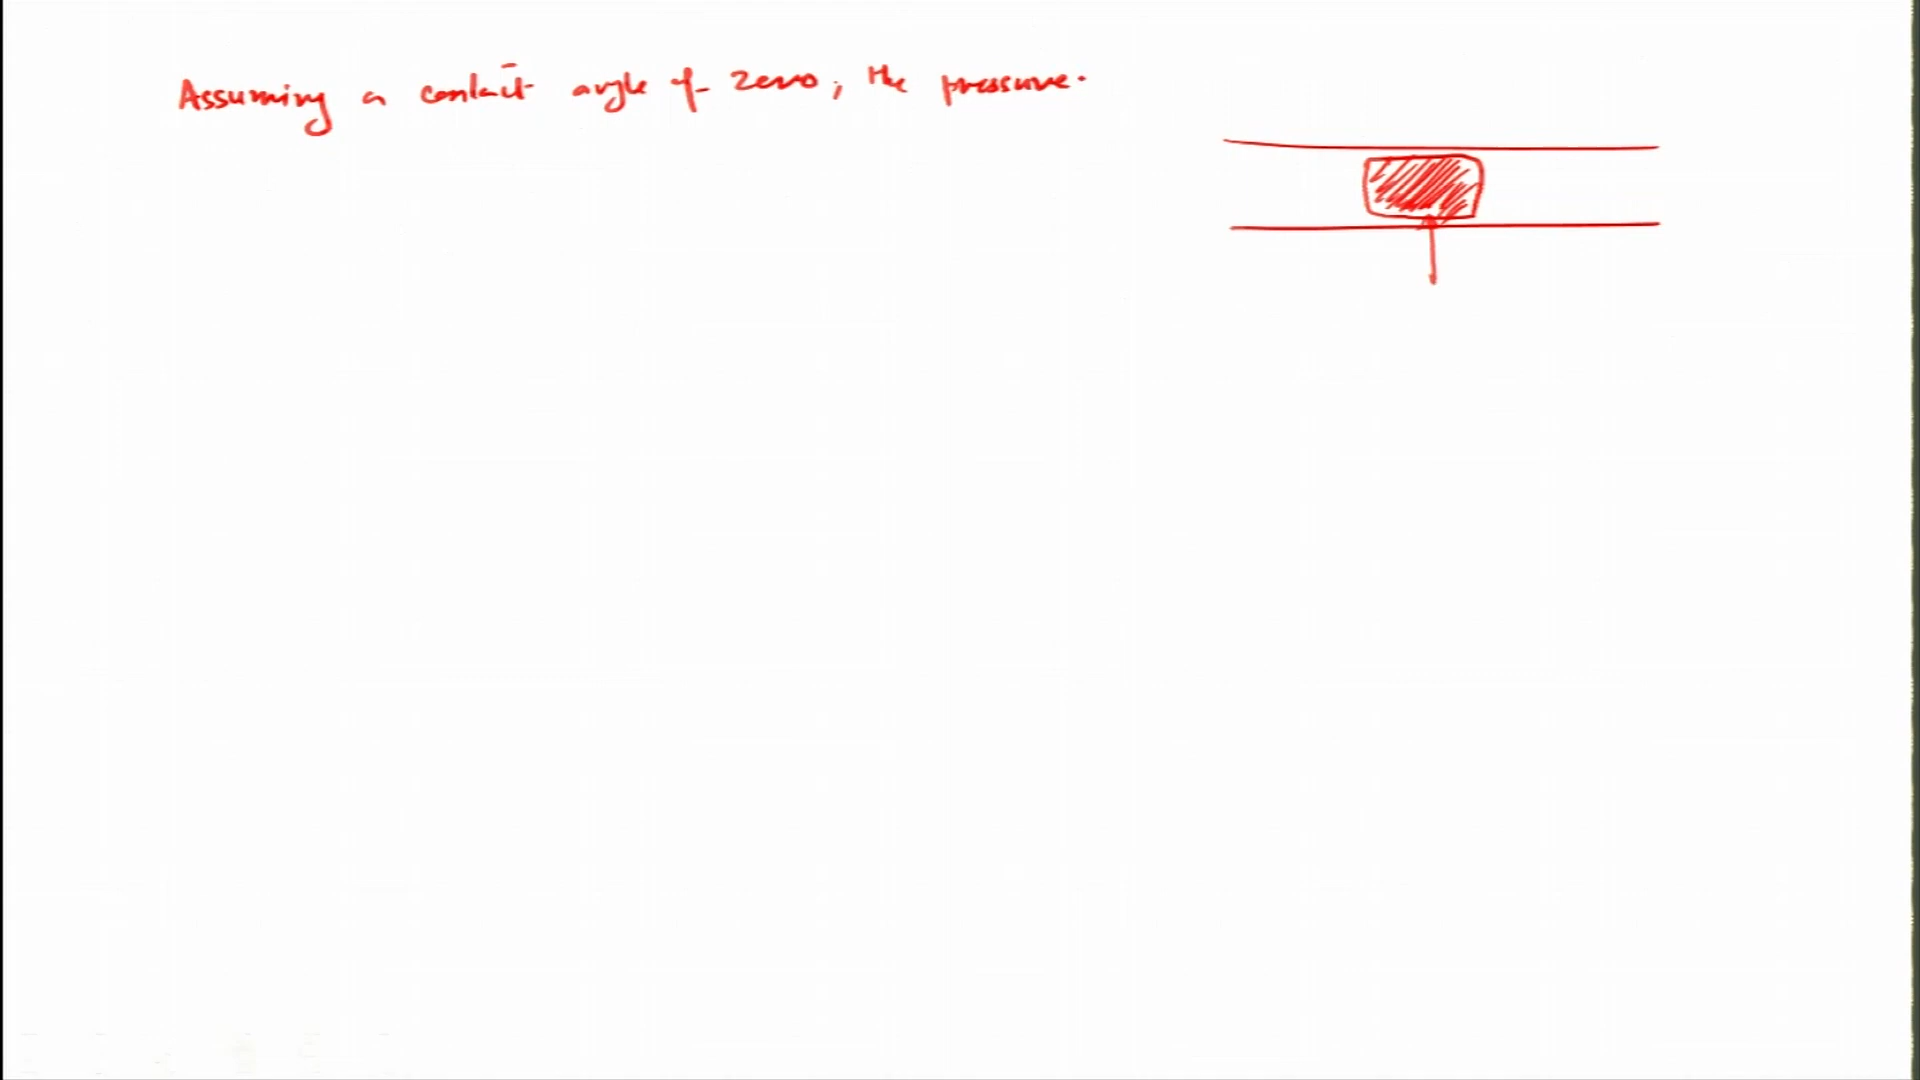 Assuming a contact angle of zero, the pressure.